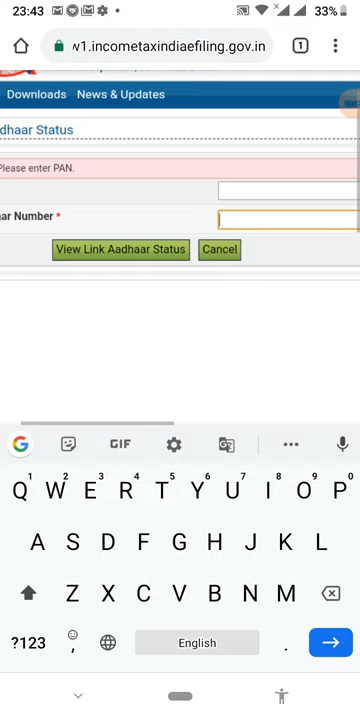 23:43
33%
w1.incometaxindiaefiling.gov.in
1
Downloads News & Updates
dhaar Status
Please enter PAN.
aar Number *
View Link Aadhaar Status Cancel
G GIF
1 2 3 4 5 6 7 8 9 0
Q W E R T Y U I O P
A S D F G H J K L
Z X C V B N M
?123 , English .